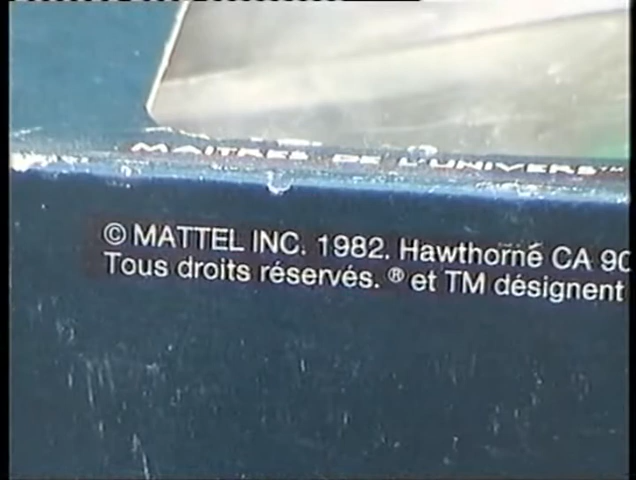 MAITRES DE L'UNIVERS™
© MATTEL INC. 1982. Hawthorne CA 90
Tous droits réservés. ® et TM désignent